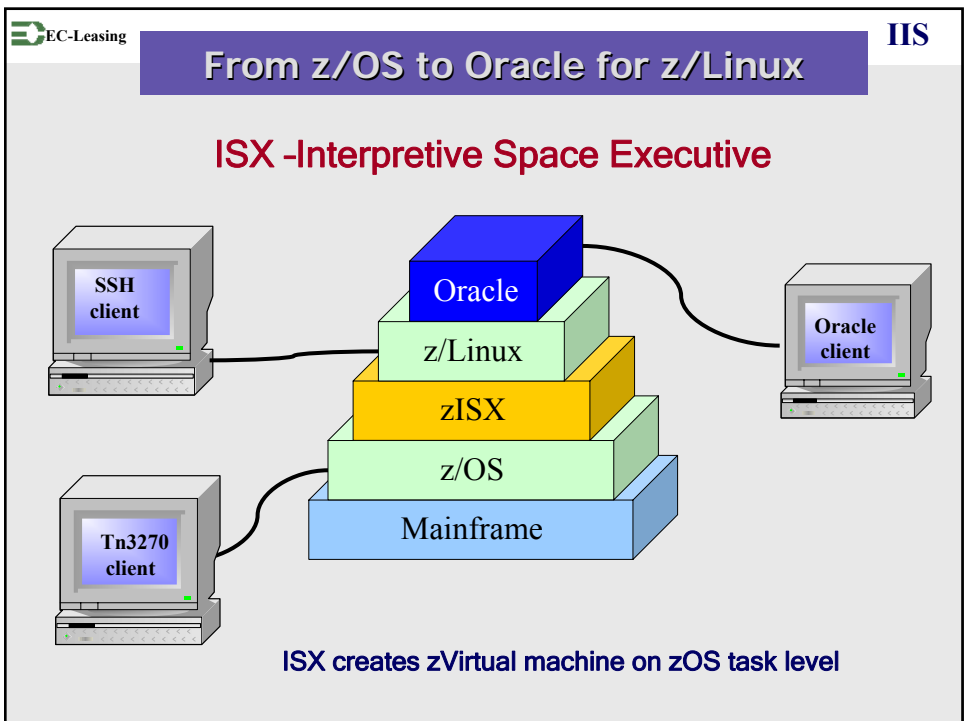 EC-Leasing
IIS
From z/OS to Oracle for z/Linux
ISX –Interpretive Space Executive
SSH
client
Oracle
z/Linux
Oracle
client
zISX
z/OS
Tn3270
client
Mainframe
ISX creates zVirtual machine on zOS task level